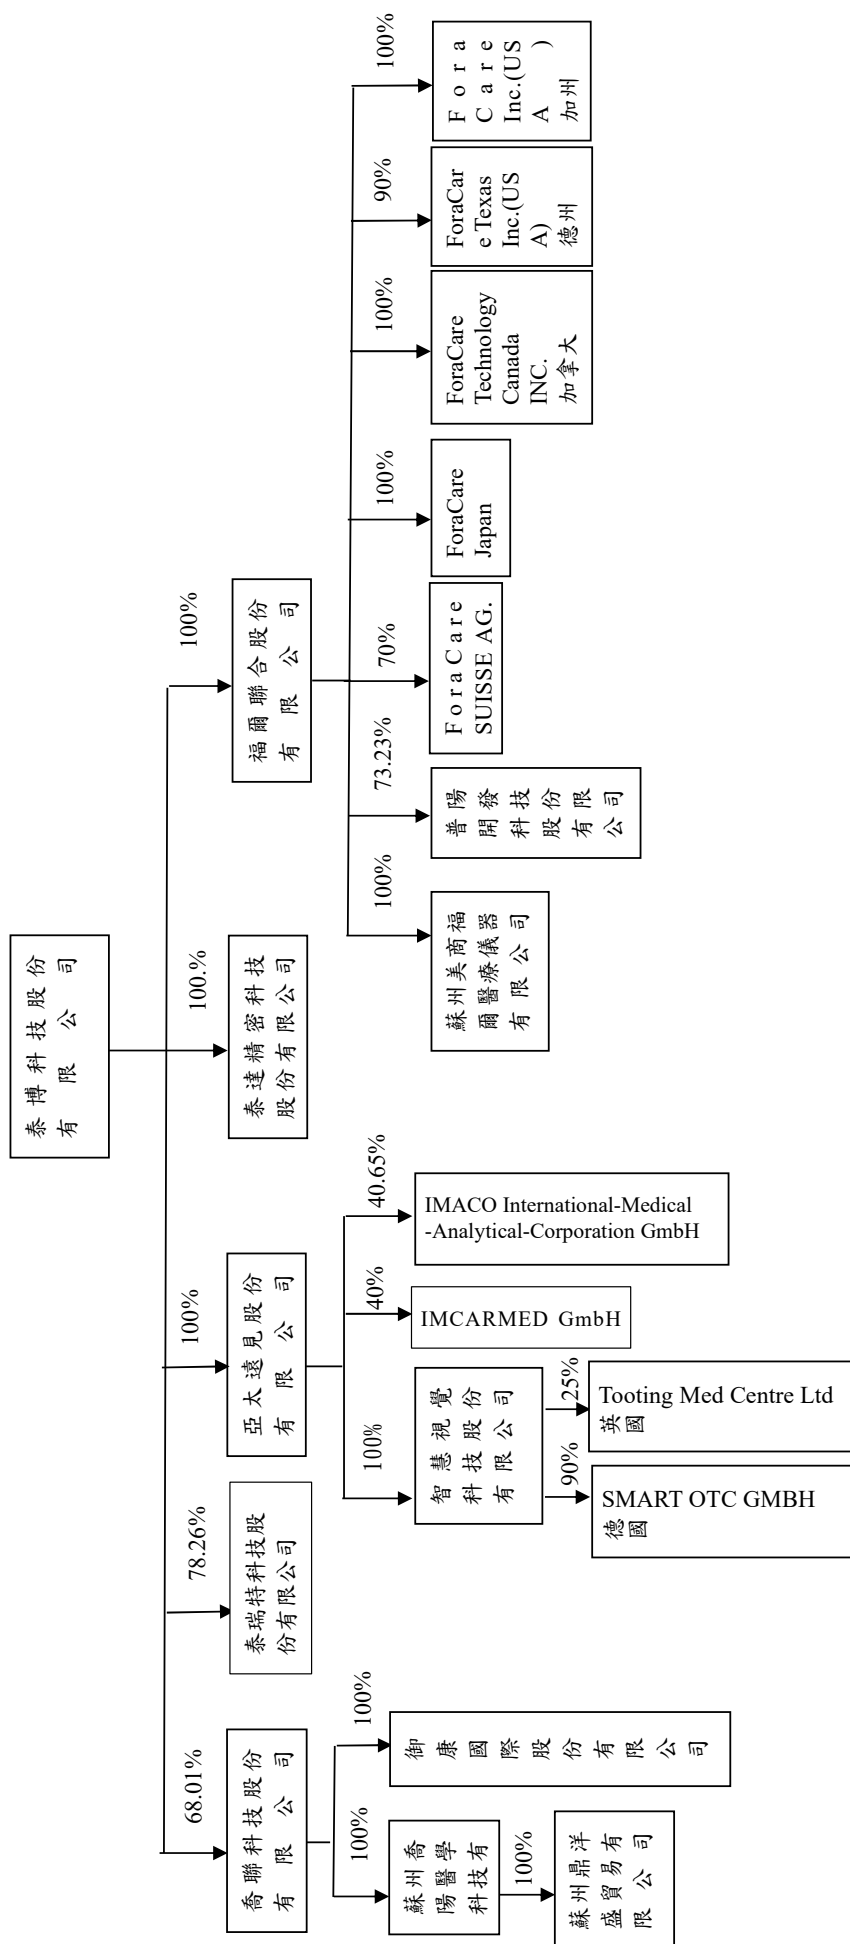 泰博科技股份
有限公司
68.01%
78.26%
100%
100.%
100%
喬聯科技股份
有限公司
泰瑞特科技股
份有限公司
亞太遠見股份
有限公司
泰達精密科技
股份有限公司
福爾聯合股份
有限公司
100%
100%
蘇州喬
陽醫學
科技有
御康國際股份有限公司
100%
蘇州鼎洋
盛貿易有
限公司
100%
40%
40.65%
智慧視覺
科技股份
有限公司
IMCARMED GmbH
IMACO International-Medical
-Analytical-Corporation GmbH
90%
25%
SMART OTC GMBH
德國
Tooting Med Centre Ltd
英國
100%
73.23%
70%
100%
100%
90%
100%
蘇州美商福
爾醫療儀器
有限公司
普陽
開發
科技
股份
有限
公司
ForaCare
SUISSE AG.
ForaCare
Japan
ForaCare
Technology
Canada
INC.
加拿大
ForaCar
e Texas
Inc.(US
A)
德州
Fora
Care
Inc.(US
A)
加州